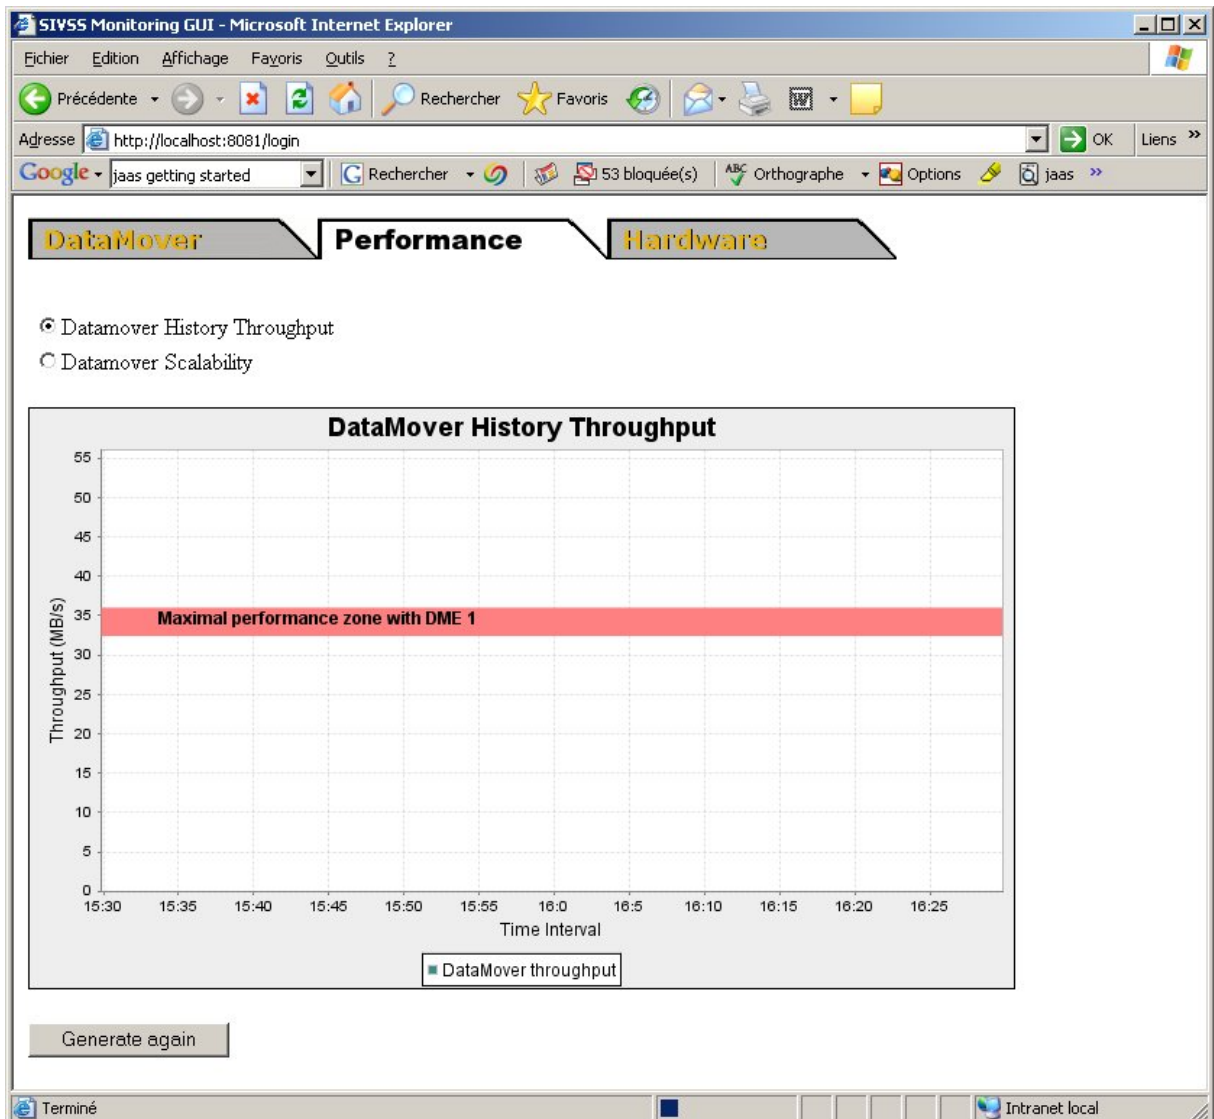 SIVSS Monitoring GUI - Microsoft Internet Explorer
Fichier Edition Affichage Favoris Outils ?
Précédente Rechercher Favoris
Adresse http://localhost:8081/login OK Liens »
Google jaas getting started G Rechercher 53 bloquée(s) ABC Orthographe Options jaas »
DataMover Performance Hardware
Datamover History Throughput
Datamover Scalability
DataMover History Throughput
55
50
45
40
35
30
25
20
15
10
5
0
Throughput (MB/s)
Maximal performance zone with DME 1
15:30 15:35 15:40 15:45 15:50 15:55 16:0 16:5 16:10 16:15 16:20 16:25
Time Interval
DataMover throughput
Generate again
Terminé Intranet local